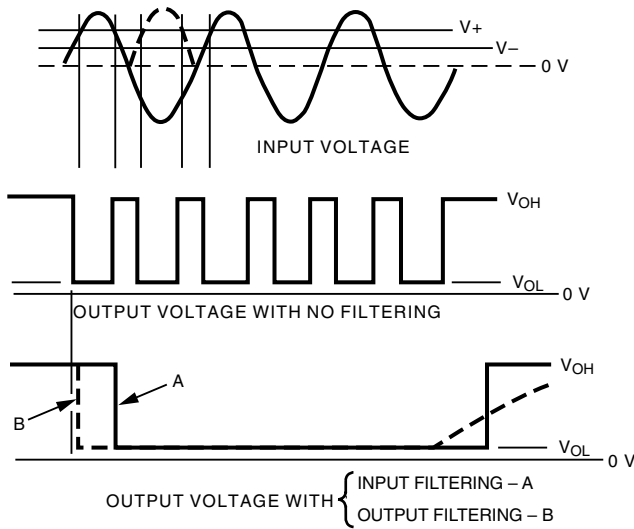 V+
V–
0 V
INPUT VOLTAGE
VOH
VOL
0 V
OUTPUT VOLTAGE WITH NO FILTERING
A
B
VOH
VOL
0 V
OUTPUT VOLTAGE WITH { INPUT FILTERING – A
OUTPUT FILTERING – B